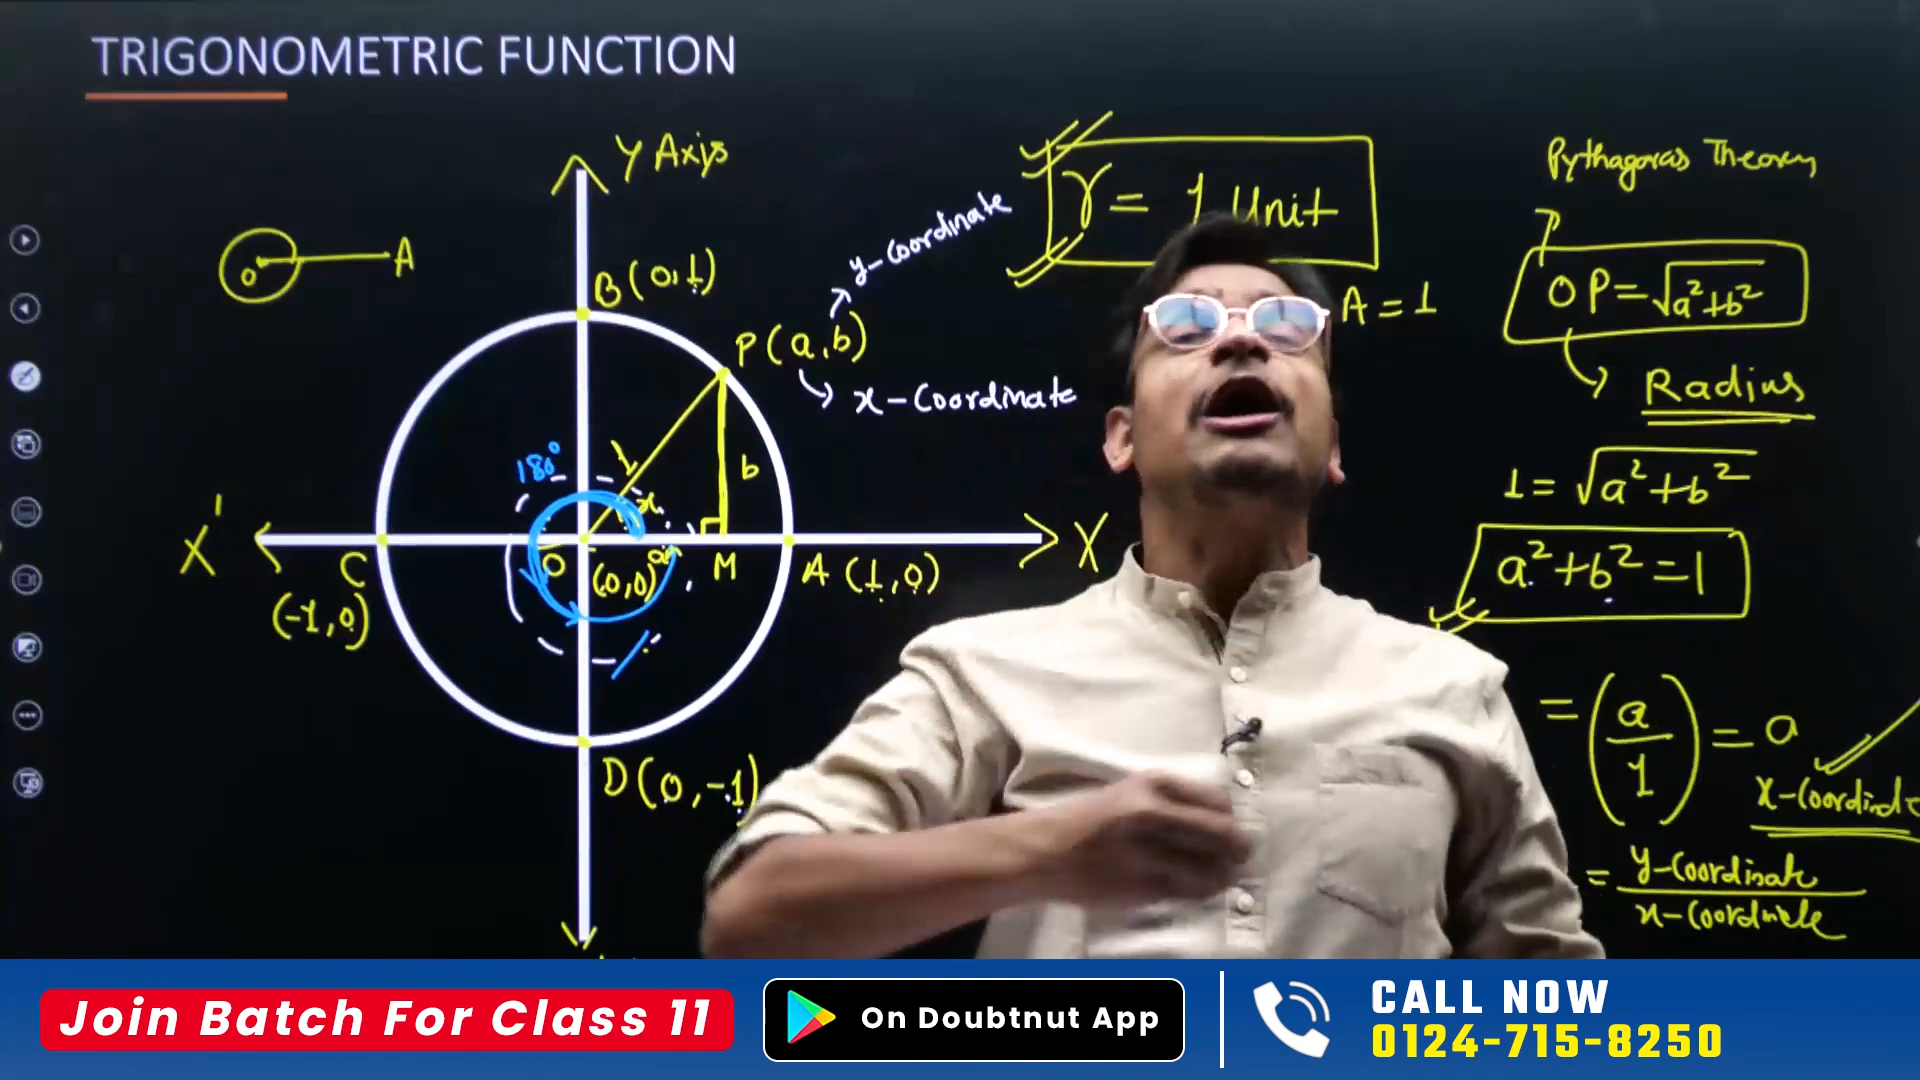 TRIGONOMETRIC FUNCTION
Y Axis
O A
B (0,1)
P (a,b)
y-Coordinate
x-Coordinate
r = 1 Unit
A = 1
Pythagoras Theorem
OP = √a²+b²
Radius
1 = √a²+b²
a²+b² = 1
180°
1
b
x
X'
C
(-1,0)
O
(0,0)
a
M
A (1,0)
X
D (0,-1)
= (a/1) = a
x-Coordinate
= y-Coordinate
x-Coordinate
Join Batch For Class 11
On Doubtnut App
CALL NOW
0124-715-8250